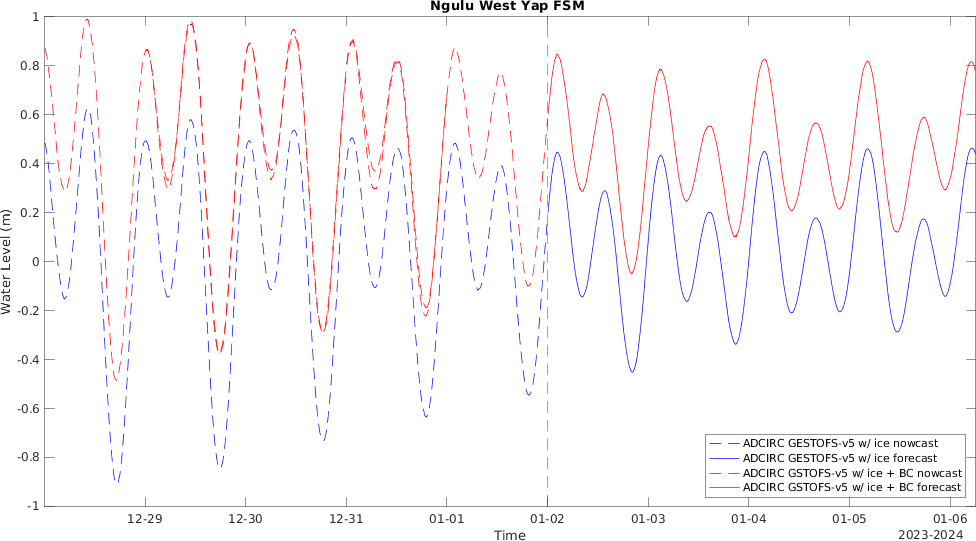 Ngulu West Yap FSM
1
0.8
0.6
0.4
0.2
0
-0.2
-0.4
-0.6
-0.8
-1
Water Level (m)
ADCIRC GESTOFS-v5 w/ ice nowcast
ADCIRC GESTOFS-v5 w/ ice forecast
ADCIRC GSTOFS-v5 w/ ice + BC nowcast
ADCIRC GSTOFS-v5 w/ ice + BC forecast
12-29 12-30 12-31 01-01 01-02 01-03 01-04 01-05 01-06
Time
2023-2024